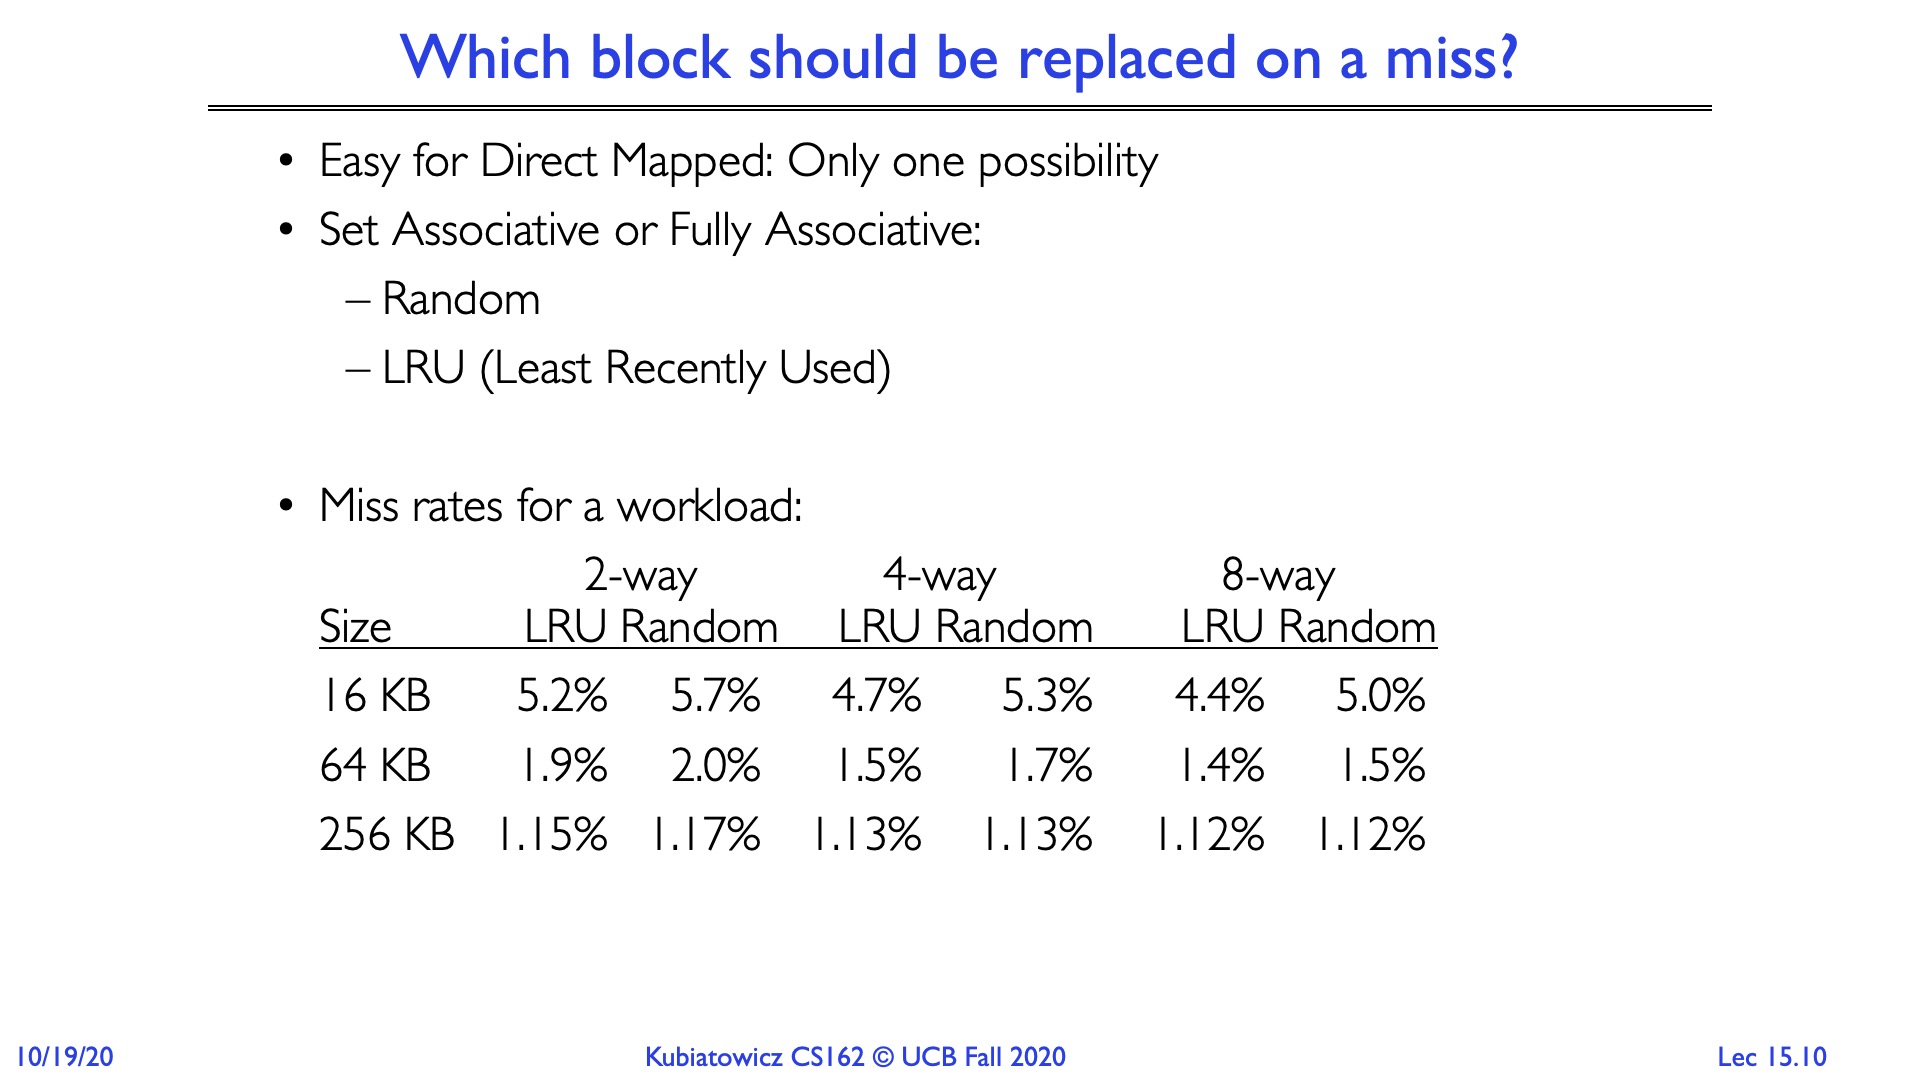 Which block should be replaced on a miss?
• Easy for Direct Mapped: Only one possibility
• Set Associative or Fully Associative:
– Random
– LRU (Least Recently Used)
• Miss rates for a workload:
2-way 4-way 8-way
Size LRU Random LRU Random LRU Random
16 KB 5.2% 5.7% 4.7% 5.3% 4.4% 5.0%
64 KB 1.9% 2.0% 1.5% 1.7% 1.4% 1.5%
256 KB 1.15% 1.17% 1.13% 1.13% 1.12% 1.12%
10/19/20 Kubiatowicz CS162 © UCB Fall 2020 Lec 15.10